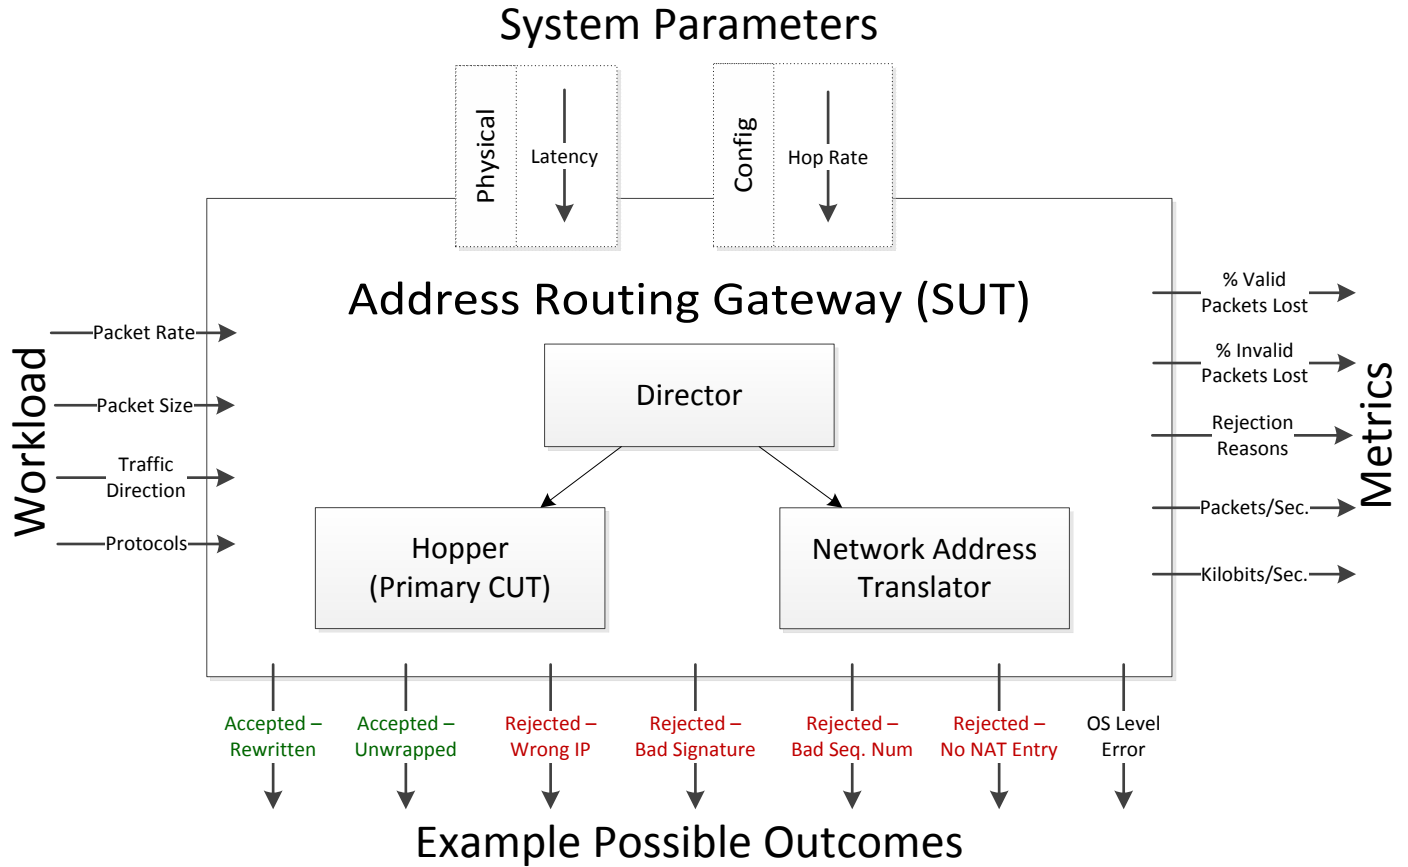 System Parameters
Physical
Latency
Config
Hop Rate
Address Routing Gateway (SUT)
Workload
Packet Rate
Packet Size
Traffic
Direction
Protocols
Director
Hopper
(Primary CUT)
Network Address
Translator
% Valid
Packets Lost
% Invalid
Packets Lost
Rejection
Reasons
Packets/Sec.
Kilobits/Sec.
Metrics
Accepted –
Rewritten
Accepted –
Unwrapped
Rejected –
Wrong IP
Rejected –
Bad Signature
Rejected –
Bad Seq. Num
Rejected –
No NAT Entry
OS Level
Error
Example Possible Outcomes